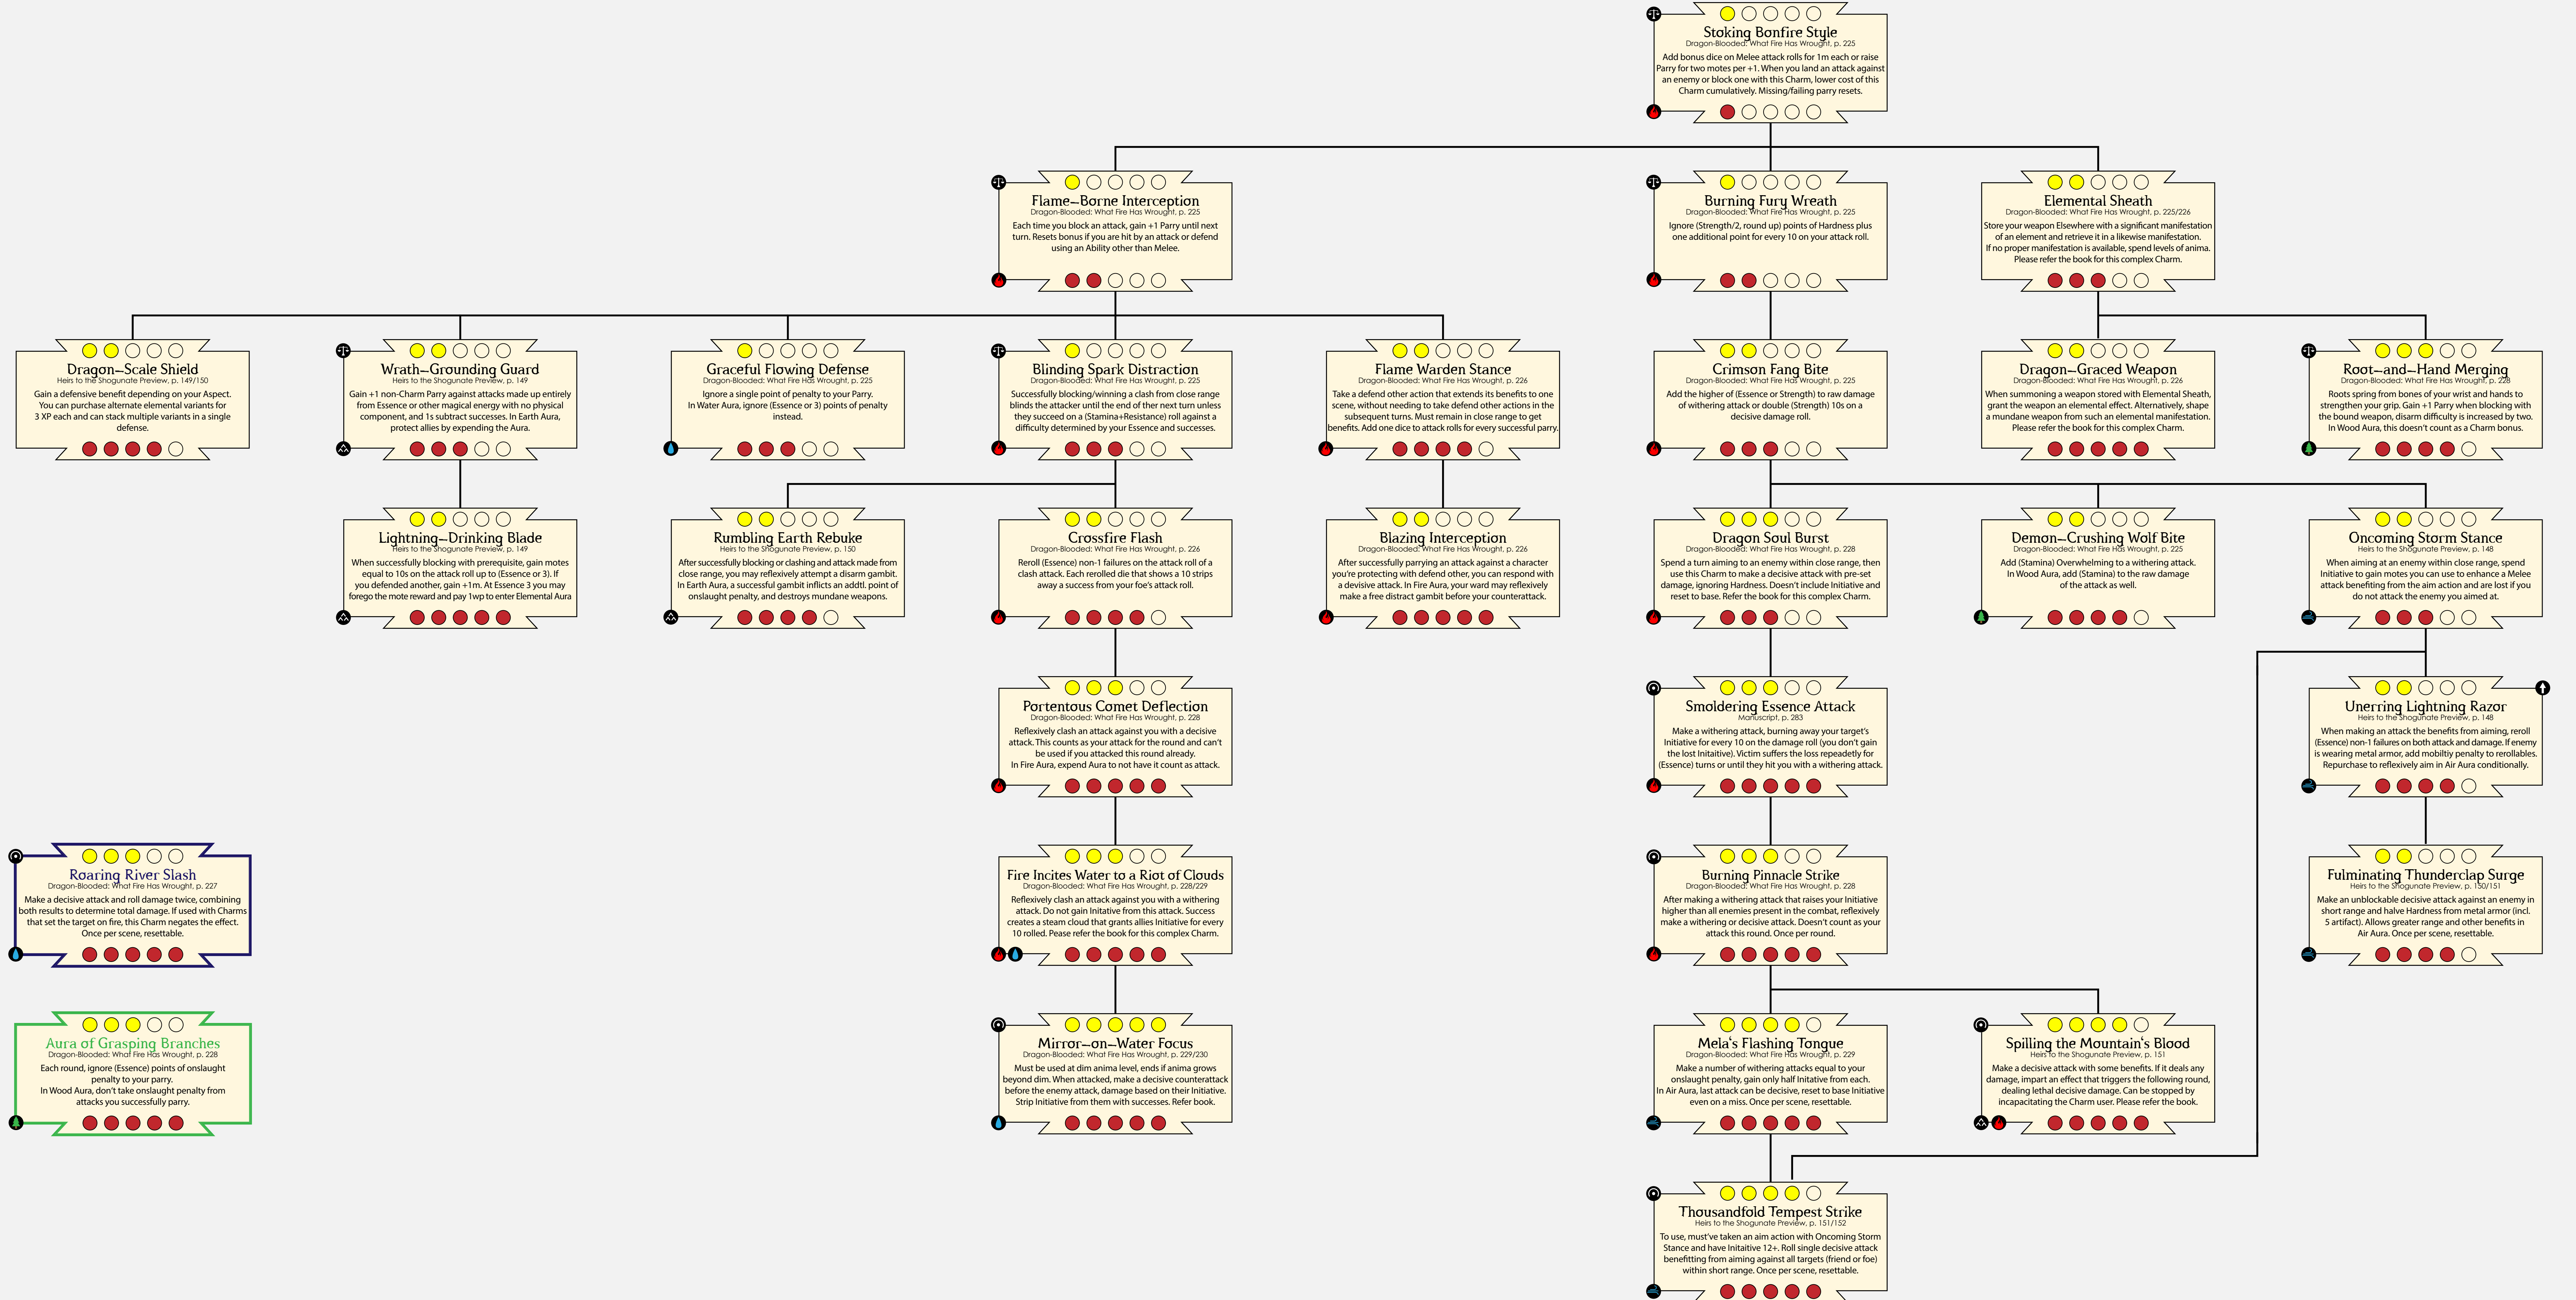 Stoking Bonfire Style
Dragon-Blooded: What Fire Has Wrought, p. 225
Add bonus dice on Melee attack rolls for 1m each or raise
Parry for two motes per +1. When you land an attack against
an enemy or block one with this Charm, lower cost of this
Charm cumulatively. Missing/failing parry resets.
Flame-Borne Interception
Dragon-Blooded: What Fire Has Wrought, p. 225
Each time you block an attack, gain +1 Parry until next
turn. Resets bonus if you are hit by an attack or defend
using an Ability other than Melee.
Burning Fury Wreath
Dragon-Blooded: What Fire Has Wrought, p. 225
Ignore (Strength/2, round up) points of Hardness plus
one additional point for every 10 on your attack roll.
Elemental Sheath
Dragon-Blooded: What Fire Has Wrought, p. 225/226
Store your weapon Elsewhere with a significant manifestation
of an element and retrieve it in a likewise manifestation.
If no proper manifestation is available, spend levels of anima.
Please refer the book for this complex Charm.
Dragon-Scale Shield
Heirs to the Shogunate Preview, p. 149/150
Gain a defensive benefit depending on your Aspect.
You can purchase alternate elemental variants for
3 XP each and can stack multiple variants in a single
defense.
Wrath-Grounding Guard
Heirs to the Shogunate Preview, p. 149
Gain +1 non-Charm Parry against attacks made up entirely
from Essence or other magical energy with no physical
component, and 1s subtract successes. In Earth Aura,
protect allies by expending the Aura.
Graceful Flowing Defense
Dragon-Blooded: What Fire Has Wrought, p. 225
Ignore a single point of penalty to your Parry.
In Water Aura, ignore (Essence or 3) points of penalty
instead.
Blinding Spark Distraction
Dragon-Blooded: What Fire Has Wrought, p. 225
Successfully blocking/winning a clash from close range
blinds the attacker until the end of ther next turn unless
they succeed on a (Stamina+Resistance) roll against a
difficulty determined by your Essence and successes.
Flame Warden Stance
Dragon-Blooded: What Fire Has Wrought, p. 226
Take a defend other action that extends its benefits to one
scene, without needing to take defend other actions in the
subsequent turns. Must remain in close range to get
benefits. Add one dice to attack rolls for every successful parry.
Crimson Fang Bite
Dragon-Blooded: What Fire Has Wrought, p. 225
Add the higher of (Essence or Strength) to raw damage
of withering attack or double (Strength) 10s on a
decisive damage roll.
Dragon-Graced Weapon
Dragon-Blooded: What Fire Has Wrought, p. 226
When summoning a weapon stored with Elemental Sheath,
grant the weapon an elemental effect. Alternatively, shape
a mundane weapon from such an elemental manifestation.
Please refer the book for this complex Charm.
Root-and-Hand Merging
Dragon-Blooded: What Fire Has Wrought, p. 228
Roots spring from bones of your wrist and hands to
strengthen your grip. Gain +1 Parry when blocking with
the bound weapon, disarm difficulty is increased by two.
In Wood Aura, this doesn't count as a Charm bonus.
Lightning-Drinking Blade
Heirs to the Shogunate Preview, p. 149
When successfully blocking with prerequisite, gain motes
equal to 10s on the attack roll up to (Essence or 3). If
you defended another, gain +1m. At Essence 3 you may
forego the mote reward and pay 1wp to enter Elemental Aura
Rumbling Earth Rebuke
Heirs to the Shogunate Preview, p. 150
After successfully blocking or clashing and attack made from
close range, you may reflexively attempt a disarm gambit.
In Earth Aura, a successful gambit inflicts an addtl. point of
onslaught penalty, and destroys mundane weapons.
Crossfire Flash
Dragon-Blooded: What Fire Has Wrought, p. 226
Reroll (Essence) non-1 failures on the attack roll of a
clash attack. Each rerolled die that shows a 10 strips
away a success from your foe's attack roll.
Blazing Interception
Dragon-Blooded: What Fire Has Wrought, p. 226
After successfully parrying an attack against a character
you're protecting with defend other, you can respond with
a decisive attack. In Fire Aura, your ward may reflexively
make a free distract gambit before your counterattack.
Dragon Soul Burst
Dragon-Blooded: What Fire Has Wrought, p. 228
Spend a turn aiming to an enemy within close range, then
use this Charm to make a decisive attack with pre-set
damage, ignoring Hardness. Doesn't include Initiative and
reset to base. Refer the book for this complex Charm.
Demon-Crushing Wolf Bite
Dragon-Blooded: What Fire Has Wrought, p. 225
Add (Stamina) Overwhelming to a withering attack.
In Wood Aura, add (Stamina) to the raw damage
of the attack as well.
Oncoming Storm Stance
Heirs to the Shogunate Preview, p. 148
When aiming at an enemy within close range, spend
Initiative to gain motes you can use to enhance a Melee
attack benefiting from the aim action and are lost if you
do not attack the enemy you aimed at.
Portentous Comet Deflection
Dragon-Blooded: What Fire Has Wrought, p. 228
Reflexively clash an attack against you with a decisive
attack. This counts as your attack for the round and can't
be used if you attacked this round already.
In Fire Aura, expend Aura to not have it count as attack.
Smoldering Essence Attack
Manuscript, p. 283
Make a withering attack, burning away your target's
Initiative for every 10 on the damage roll (you don't gain
the lost Initaitive). Victim suffers the loss repeadetly for
(Essence) turns or until they hit you with a withering attack.
Unerring Lightning Razor
Heirs to the Shogunate Preview, p. 148
When making an attack the benefits from aiming, reroll
(Essence) non-1 failures on both attack and damage. If enemy
is wearing metal armor, add mobiltiy penalty to rerollables.
Repurchase to reflexively aim in Air Aura conditionally.
Roaring River Slash
Dragon-Blooded: What Fire Has Wrought, p. 227
Make a decisive attack and roll damage twice, combining
both results to determine total damage. If used with Charms
that set the target on fire, this Charm negates the effect.
Once per scene, resettable.
Fire Incites Water to a Riot of Clouds
Dragon-Blooded: What Fire Has Wrought, p. 228/229
Reflexively clash an attack against you with a withering
attack. Do not gain Initative from this attack. Success
creates a steam cloud that grants allies Initiative for every
10 rolled. Pease refer the book for this complex Charm.
Burning Pinnacle Strike
Dragon-Blooded: What Fire Has Wrought, p. 228
After making a withering attack that raises your Initiative
higher than all enemies present in the combat, reflexively
make a withering or decisive attack. Doesn't count as your
attack this round. Once per round.
Fulminating Thunderclap Surge
Heirs to the Shogunate Preview, p. 150/151
Make an unblockable decisive attack against an enemy in
short range and halve Hardness from metal armor (incl.
5 artifact). Allows greater range and other benefits in
Air Aura. Once per scene, resettable.
Aura of Grasping Branches
Dragon-Blooded: What Fire Has Wrought, p. 228
Each round, ignore (Essence) points of onslaught
penalty to your parry.
In Wood Aura, don't take onslaught penalty from
attacks you successfully parry.
Mirror-on-Water Focus
Dragon-Blooded: What Fire Has Wrought, p. 229/230
Must be used at dim anima level, ends if anima grows
beyond dim. When attacked, make a decisive counterattack
before the enemy attack, damage based on their Initiative.
Strip Initiative from them with successes. Refer book.
Mela's Flashing Tongue
Dragon-Blooded: What Fire Has Wrought, p. 229
Make a number of withering attacks equal to your
onslaught penalty, gain only half Initative from each.
In Air Aura, last attack can be decisive, reset to base Initiative
even on a miss. Once per scene, resettable.
Spilling the Mountain's Blood
Heirs to the Shogunate Preview, p. 151
Make a decisive attack with some benefits. If it deals any
damage, impart an effect that triggers the following round,
dealing lethal decisive damage. Can be stopped by
incapacitating the Charm user. Please refer the book.
Thousandfold Tempest Strike
Heirs to the Shogunate Preview, p. 151/152
To use, must've taken an aim action with Oncoming Storm
Stance and have Initaitive 12+. Roll single decisive attack
benefitting from aiming against all targets (friend or foe)
within short range. Once per scene, resettable.